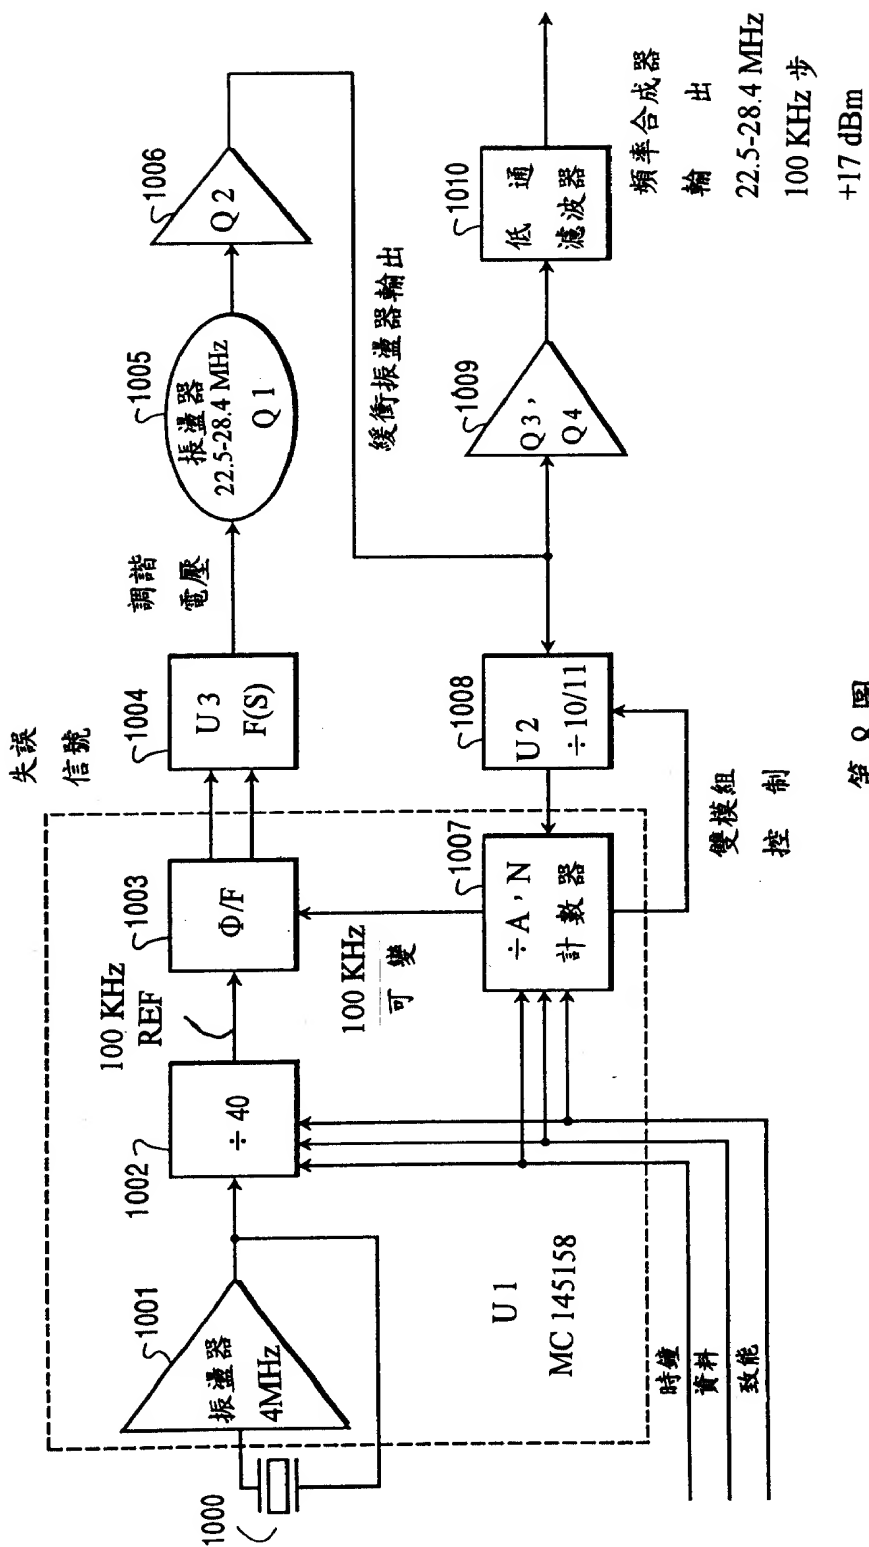 失誤
信號
調諧
電壓
1000
1001
振盪器
4MHz
1002
÷ 40
100 KHz
REF
1003
Φ/F
1004
U 3
F(S)
1005
振盪器
22.5-28.4 MHz
Q 1
1006
Q 2
緩衝振盪器輸出
100 KHz
可變
1007
÷ A，N
計數器
1008
U 2
÷10/11
1009
Q 3，
Q 4
1010
低通
濾波器
頻率合成器
輸出
22.5-28.4 MHz
100 KHz 步
+17 dBm
U 1
MC 145158
雙模組
控制
時鐘
資料
致能